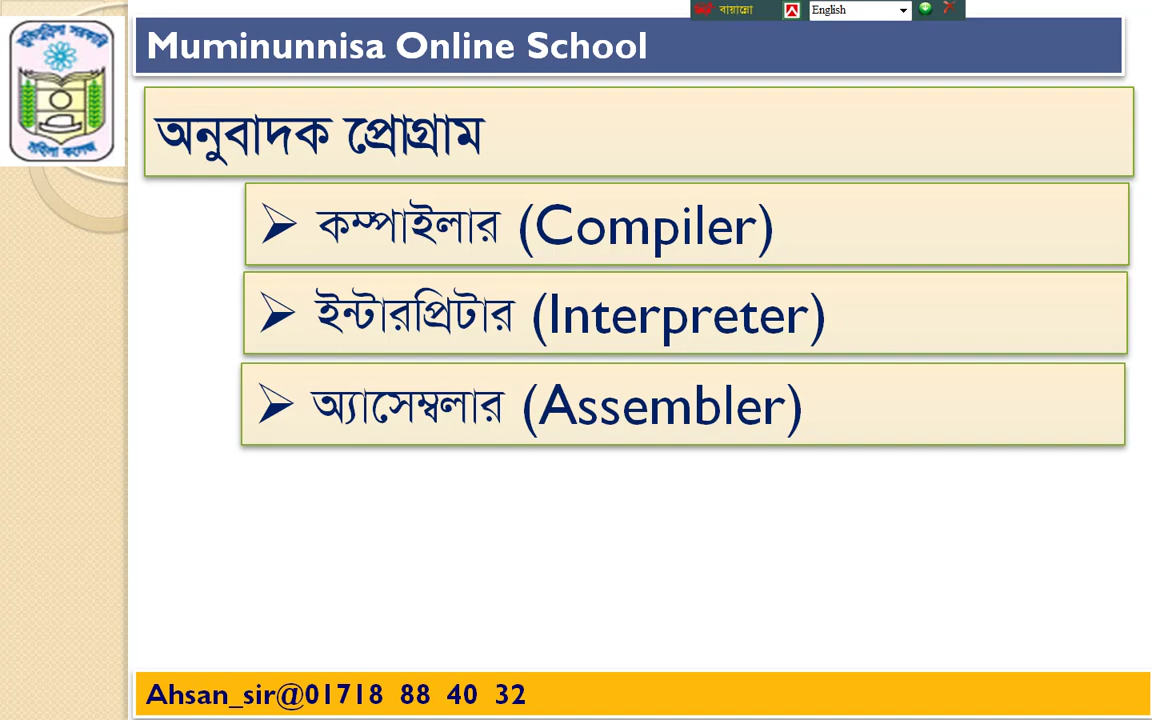 বায়ান্নো English
Muminunnisa Online School
অনুবাদক প্রোগ্রাম
➢ কম্পাইলার (Compiler)
➢ ইন্টারপ্রিটার (Interpreter)
➢ অ্যাসেম্বলার (Assembler)
Ahsan_sir@01718 88 40 32